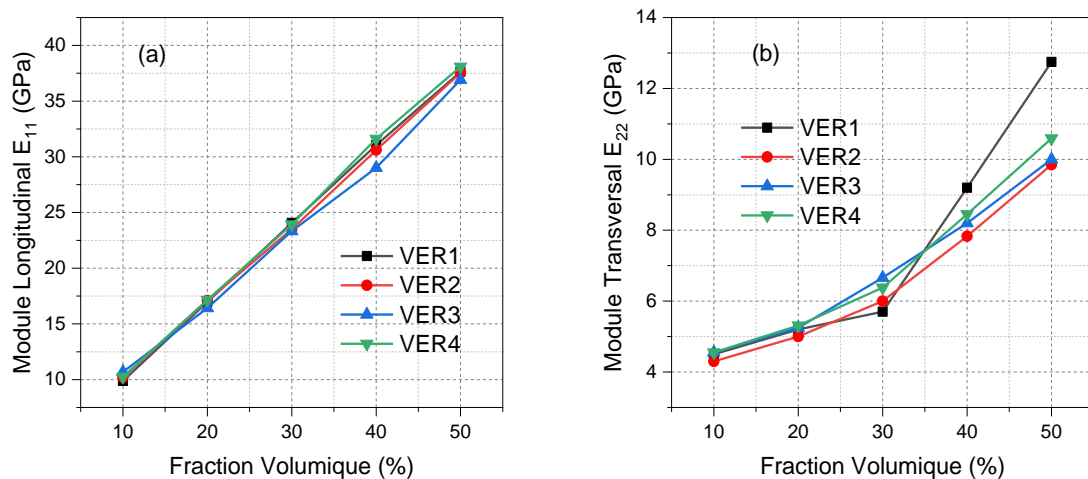 (a)
Module Longitudinal E11 (GPa)
40
35
30
25
20
15
10
VER1
VER2
VER3
VER4
10 20 30 40 50
Fraction Volumique (%)
(b)
Module Transversal E22 (GPa)
14
12
10
8
6
4
VER1
VER2
VER3
VER4
10 20 30 40 50
Fraction Volumique (%)